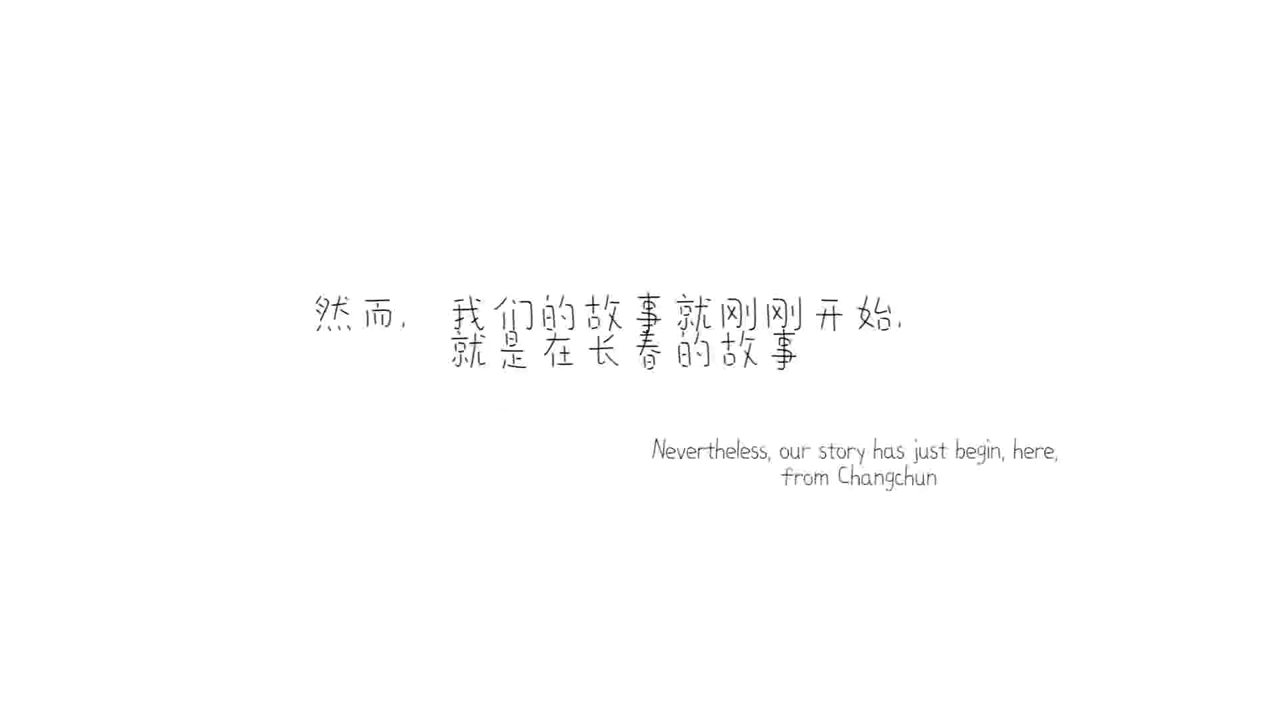 然而, 我们的故事就刚刚开始,
就是在长春的故事
Nevertheless, our story has just begin, here,
from Changchun